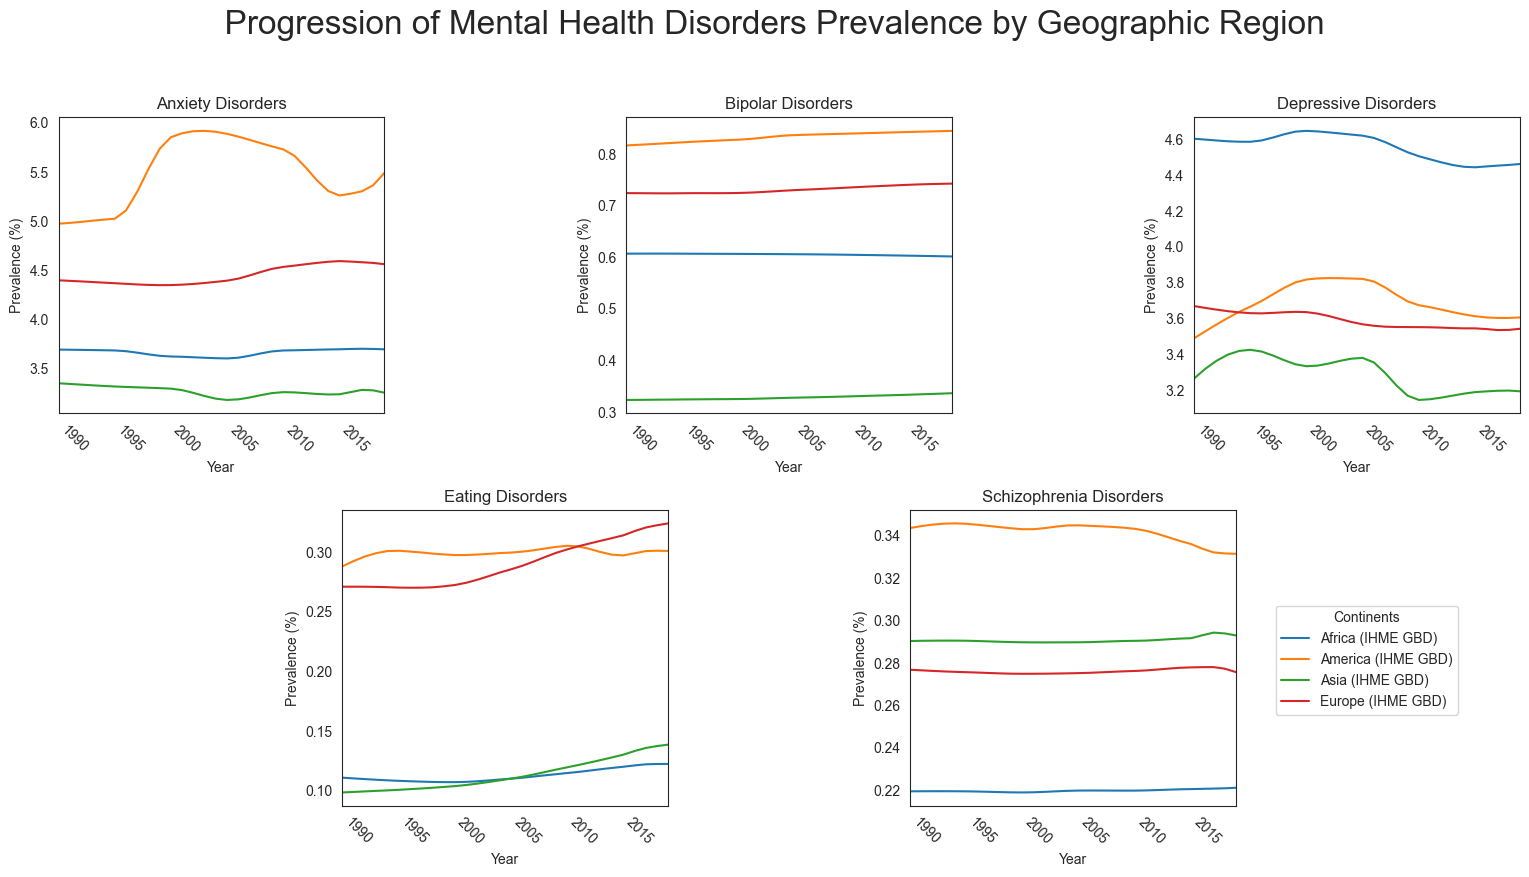 Progression of Mental Health Disorders Prevalence by Geographic Region
Anxiety Disorders
Prevalence (%)
6.0
5.5
5.0
4.5
4.0
3.5
1990
1995
2000
2005
2010
2015
Year
Bipolar Disorders
Prevalence (%)
0.8
0.7
0.6
0.5
0.4
0.3
1990
1995
2000
2005
2010
2015
Year
Depressive Disorders
Prevalence (%)
4.6
4.4
4.2
4.0
3.8
3.6
3.4
3.2
1990
1995
2000
2005
2010
2015
Year
Eating Disorders
Prevalence (%)
0.30
0.25
0.20
0.15
0.10
1990
1995
2000
2005
2010
2015
Year
Schizophrenia Disorders
Prevalence (%)
0.34
0.32
0.30
0.28
0.26
0.24
0.22
1990
1995
2000
2005
2010
2015
Year
Continents
Africa (IHME GBD)
America (IHME GBD)
Asia (IHME GBD)
Europe (IHME GBD)